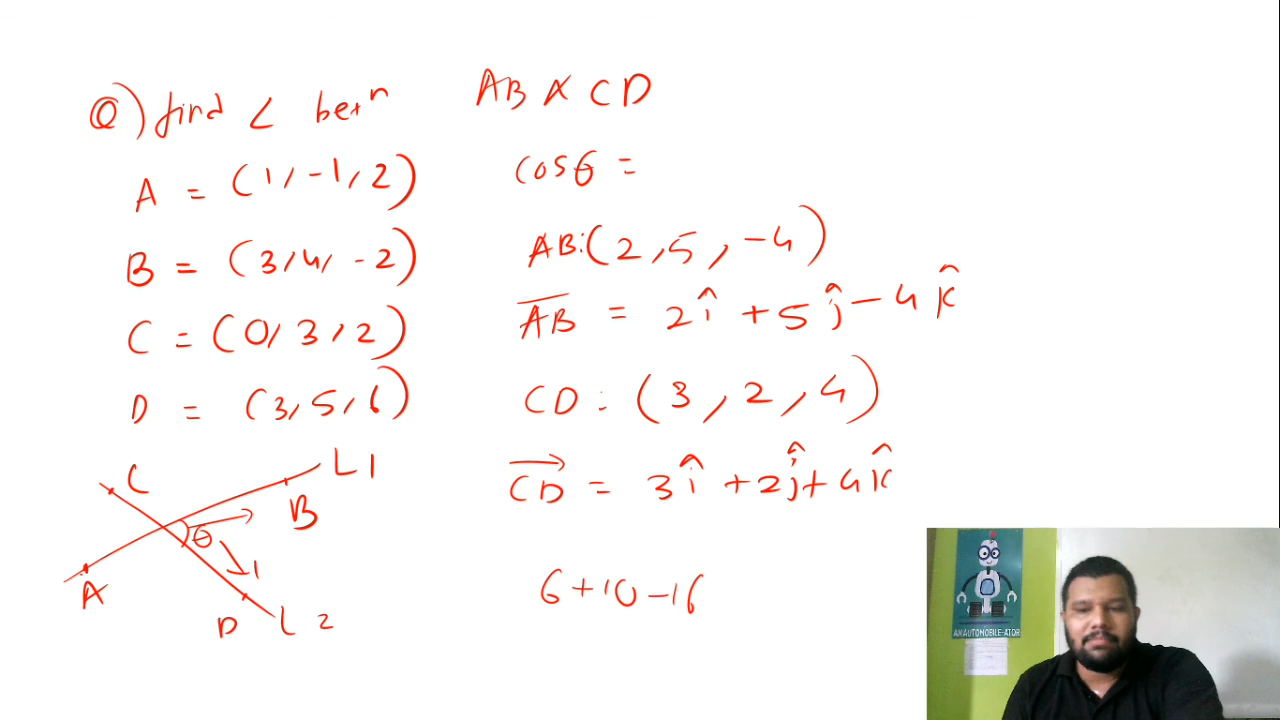 Q) find ∠ betn AB & CD
A = (1, -1, 2)
B = (3, 4, -2)
C = (0, 3, 2)
D = (3, 5, 6)
C
L1
B
θ
A
D
L2
cosθ =
AB: (2, 5, -4)
AB = 2î + 5ĵ - 4k̂
CD: (3, 2, 4)
CD = 3î + 2ĵ + 4k̂
6 + 10 - 16
ANAUTOMOBILE-ATOR